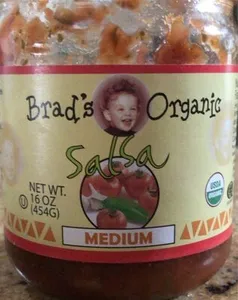 Brad's Organic
Salsa
NET WT.
16 OZ
(454G)
U
USDA
ORGANIC
MEDIUM